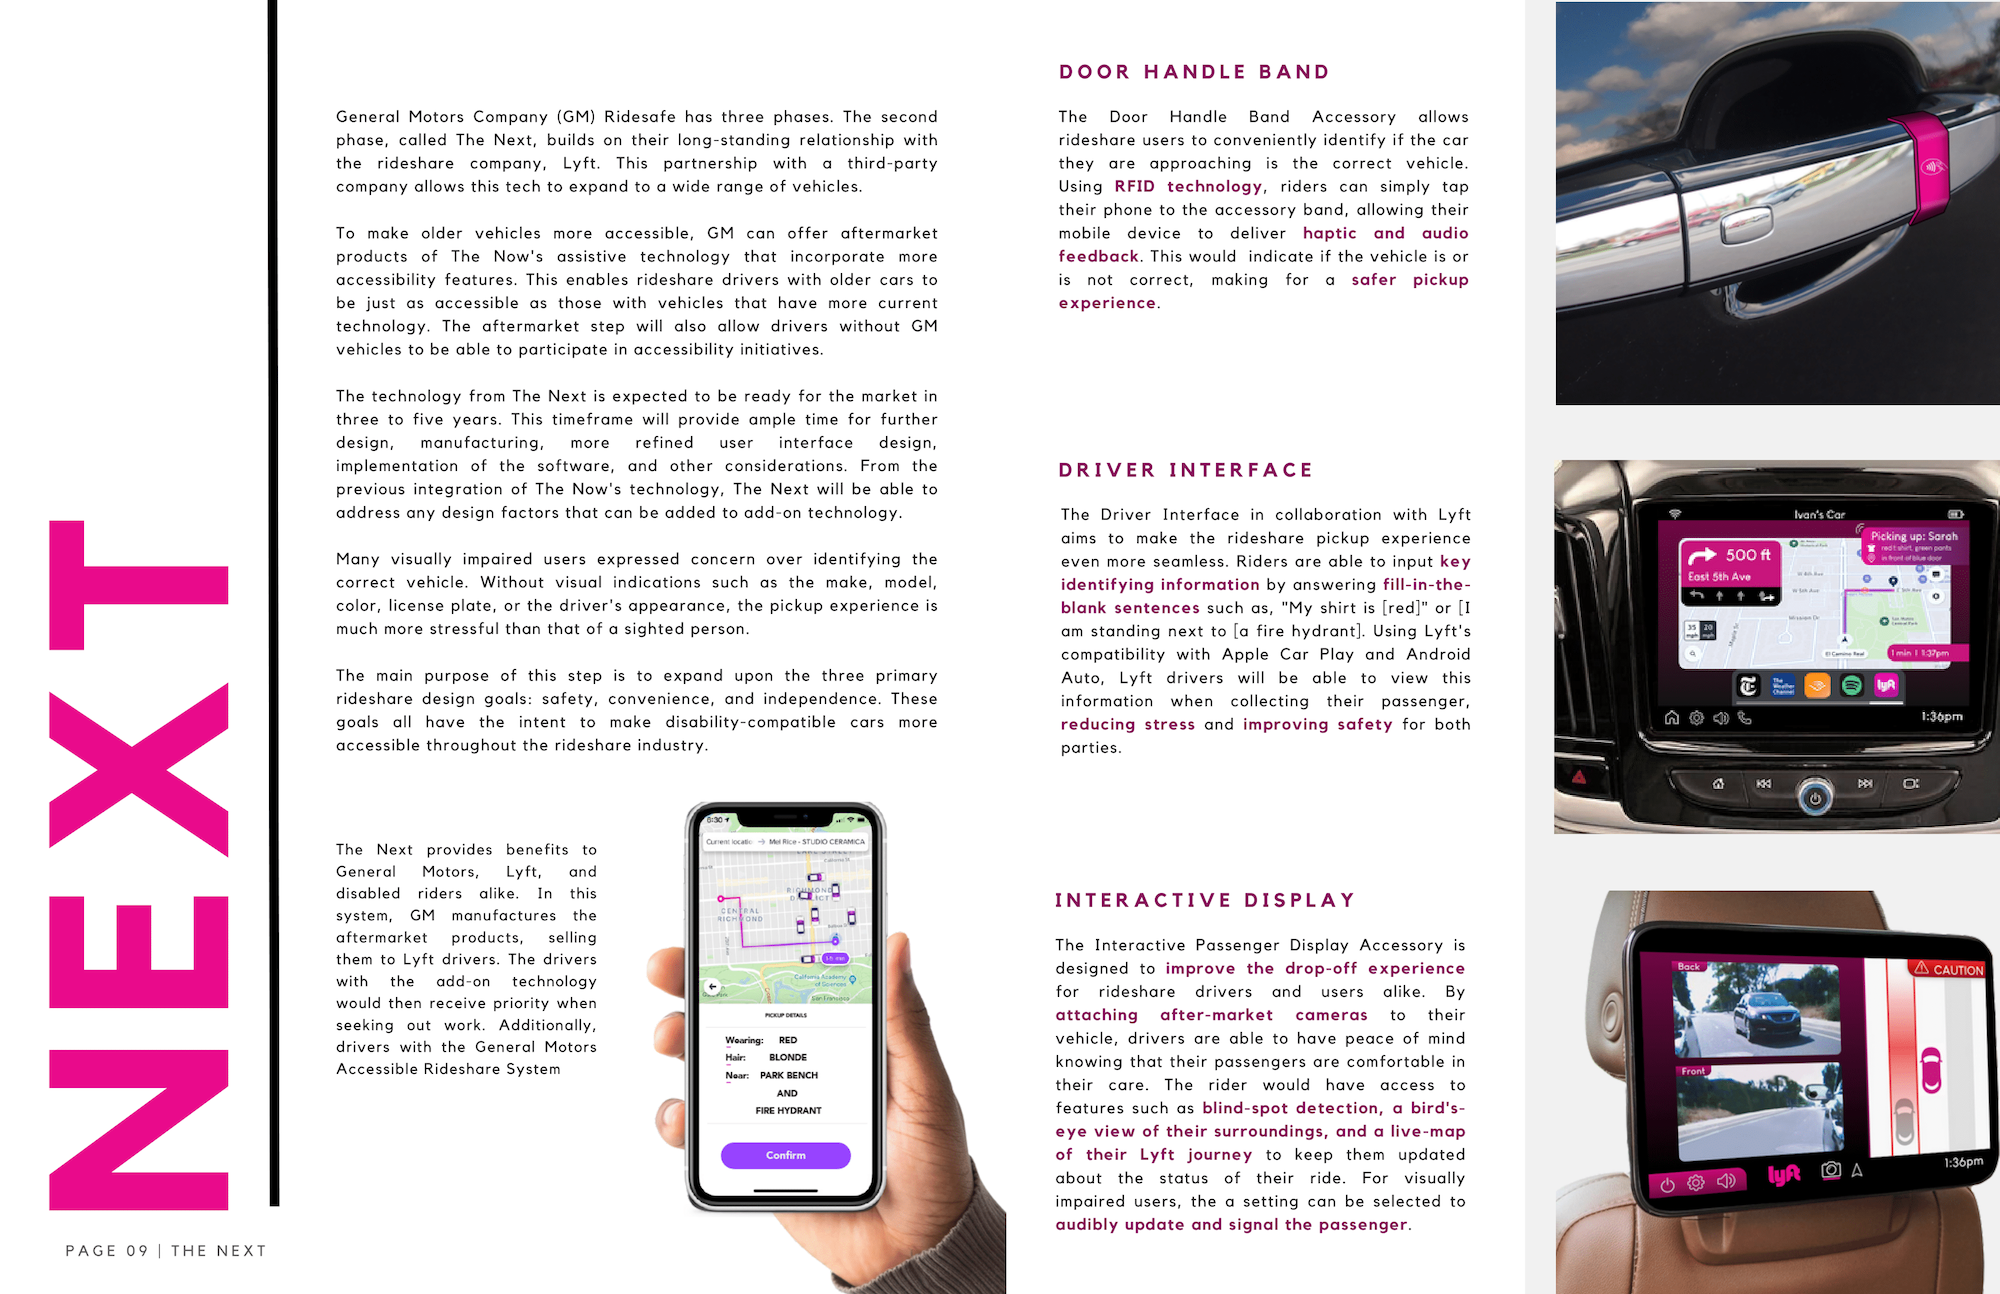 NEXT
PAGE 09 | THE NEXT
General Motors Company (GM) Ridesafe has three phases. The second
phase, called The Next, builds on their long-standing relationship with
the rideshare company, Lyft. This partnership with a third-party
company allows this tech to expand to a wide range of vehicles.
To make older vehicles more accessible, GM can offer aftermarket
products of The Now's assistive technology that incorporate more
accessibility features. This enables rideshare drivers with older cars to
be just as accessible as those with vehicles that have more current
technology. The aftermarket step will also allow drivers without GM
vehicles to be able to participate in accessibility initiatives.
The technology from The Next is expected to be ready for the market in
three to five years. This timeframe will provide ample time for further
design, manufacturing, more refined user interface design,
implementation of the software, and other considerations. From the
previous integration of The Now's technology, The Next will be able to
address any design factors that can be added to add-on technology.
Many visually impaired users expressed concern over identifying the
correct vehicle. Without visual indications such as the make, model,
color, license plate, or the driver's appearance, the pickup experience is
much more stressful than that of a sighted person.
The main purpose of this step is to expand upon the three primary
rideshare design goals: safety, convenience, and independence. These
goals all have the intent to make disability-compatible cars more
accessible throughout the rideshare industry.
The Next provides benefits to
General Motors, Lyft, and
disabled riders alike. In this
system, GM manufactures the
aftermarket products, selling
them to Lyft drivers. The drivers
with the add-on technology
would then receive priority when
seeking out work. Additionally,
drivers with the General Motors
Accessible Rideshare System
6:30
Current locatio → Mel Rice - STUDIO CERAMICA
RICHMOND
DISTRICT
CENTRAL
RICHMOND
California Academy
of Sciences
PICKUP DETAILS
Wearing: RED
Hair: BLONDE
Near: PARK BENCH
AND
FIRE HYDRANT
Confirm
DOOR HANDLE BAND
The Door Handle Band Accessory allows
rideshare users to conveniently identify if the car
they are approaching is the correct vehicle.
Using RFID technology, riders can simply tap
their phone to the accessory band, allowing their
mobile device to deliver haptic and audio
feedback. This would indicate if the vehicle is or
is not correct, making for a safer pickup
experience.
DRIVER INTERFACE
The Driver Interface in collaboration with Lyft
aims to make the rideshare pickup experience
even more seamless. Riders are able to input key
identifying information by answering fill-in-the-
blank sentences such as, "My shirt is [red]" or [I
am standing next to [a fire hydrant]. Using Lyft's
compatibility with Apple Car Play and Android
Auto, Lyft drivers will be able to view this
information when collecting their passenger,
reducing stress and improving safety for both
parties.
Ivan's Car
Picking up: Sarah
red t shirt, green pants
in front of blue door
500 ft
East 5th Ave
35 mph
20 mph
El Camino Real
1 min | 1:37pm
The Weather Channel
lyft
1:36pm
INTERACTIVE DISPLAY
The Interactive Passenger Display Accessory is
designed to improve the drop-off experience
for rideshare drivers and users alike. By
attaching after-market cameras to their
vehicle, drivers are able to have peace of mind
knowing that their passengers are comfortable in
their care. The rider would have access to
features such as blind-spot detection, a bird's-
eye view of their surroundings, and a live-map
of their Lyft journey to keep them updated
about the status of their ride. For visually
impaired users, the a setting can be selected to
audibly update and signal the passenger.
Back
Front
CAUTION
lyft
1:36pm